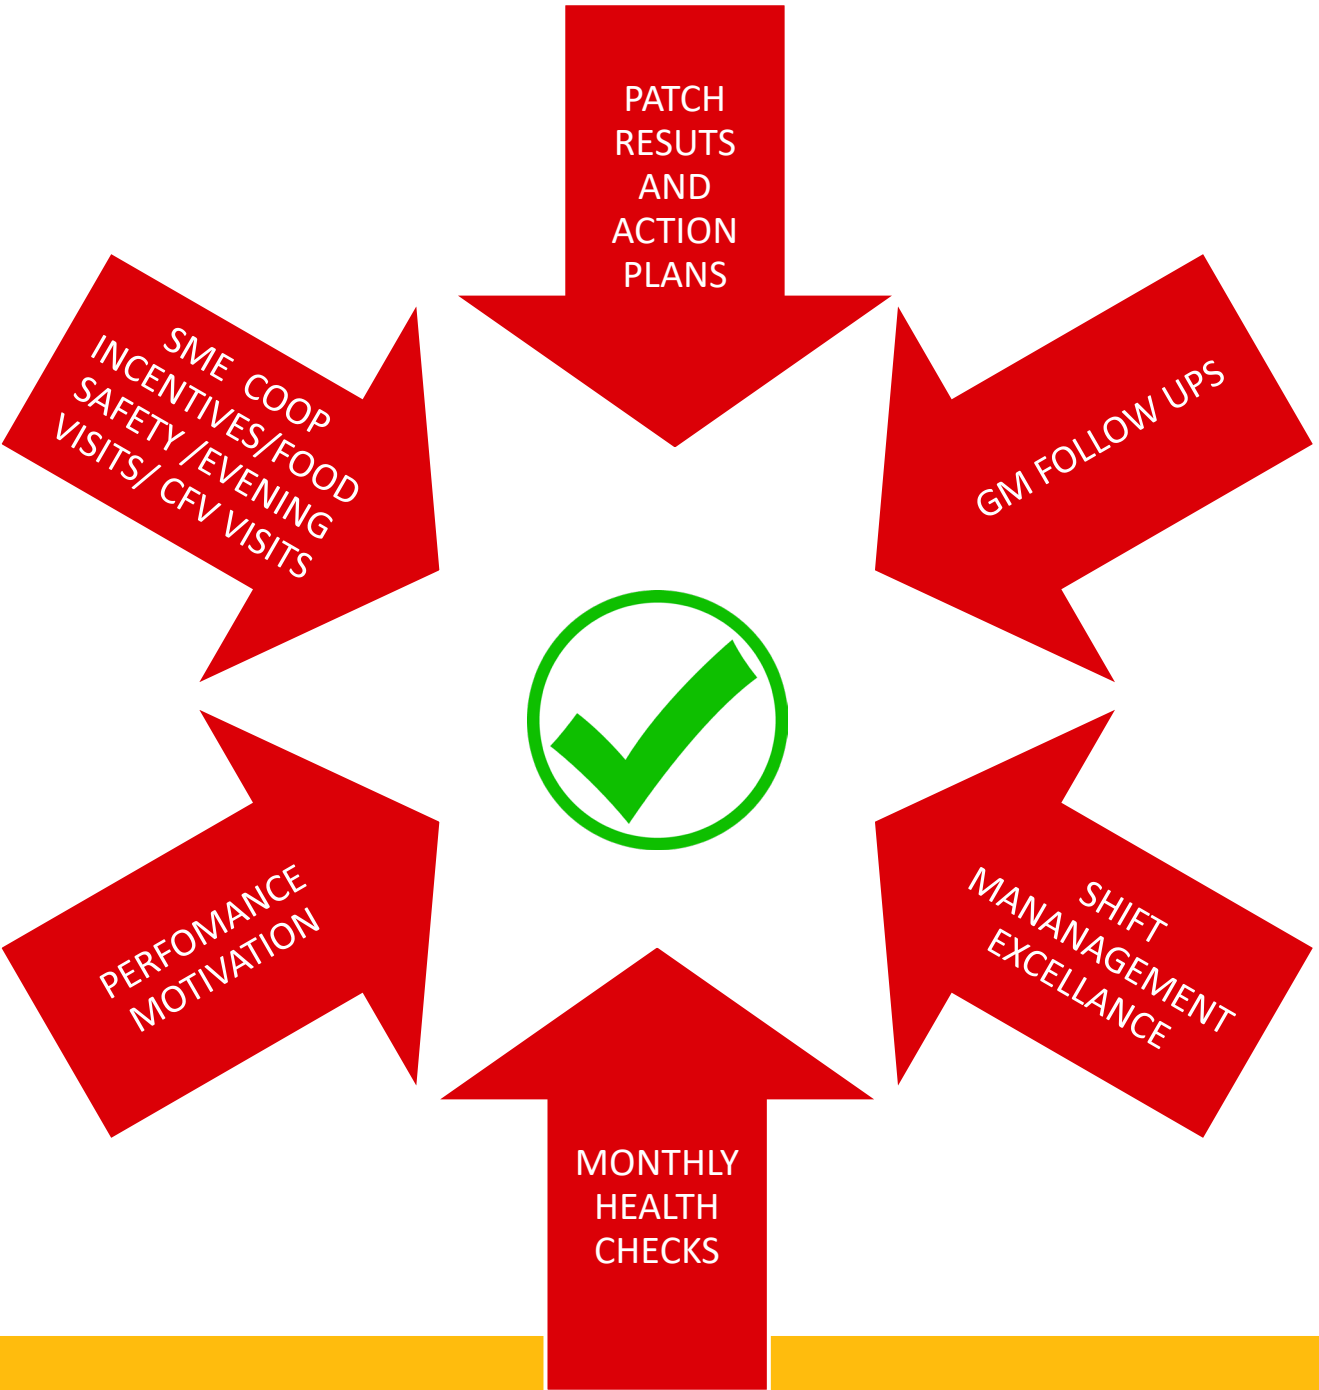 PATCH
RESUTS
AND
ACTION
PLANS
GM FOLLOW UPS
SHIFT
MANANAGEMENT
EXCELLANCE
MONTHLY
HEALTH
CHECKS
PERFOMANCE
MOTIVATION
SME  COOP
INCENTIVES/FOOD
SAFETY /EVENING
VISITS/ CFV VISITS